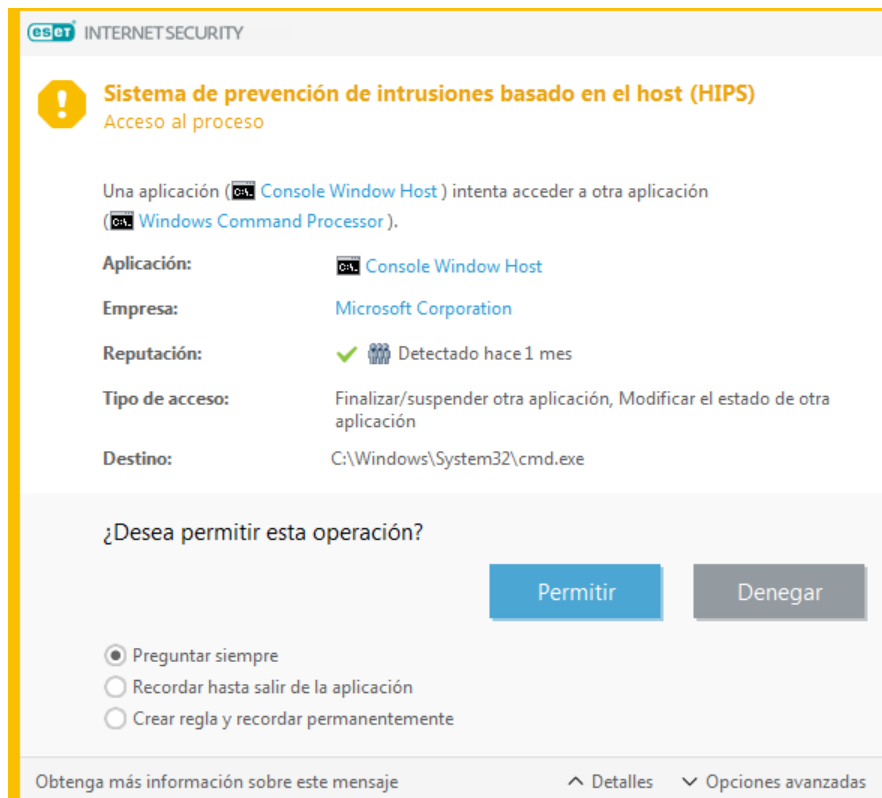 eset INTERNET SECURITY
Sistema de prevención de intrusiones basado en el host (HIPS)
Acceso al proceso
Una aplicación (C:\. Console Window Host ) intenta acceder a otra aplicación
(C:\. Windows Command Processor ).
Aplicación: C:\. Console Window Host
Empresa: Microsoft Corporation
Reputación: Detectado hace 1 mes
Tipo de acceso: Finalizar/suspender otra aplicación, Modificar el estado de otra
aplicación
Destino: C:\Windows\System32\cmd.exe
¿Desea permitir esta operación?
Permitir Denegar
Preguntar siempre
Recordar hasta salir de la aplicación
Crear regla y recordar permanentemente
Obtenga más información sobre este mensaje Detalles Opciones avanzadas